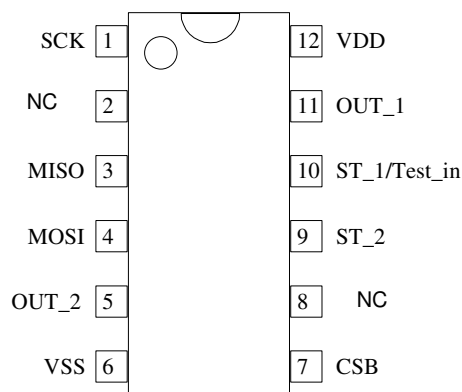 SCK 1 12 VDD
NC 2 11 OUT_1
MISO 3 10 ST_1/Test_in
MOSI 4 9 ST_2
OUT_2 5 8 NC
VSS 6 7 CSB